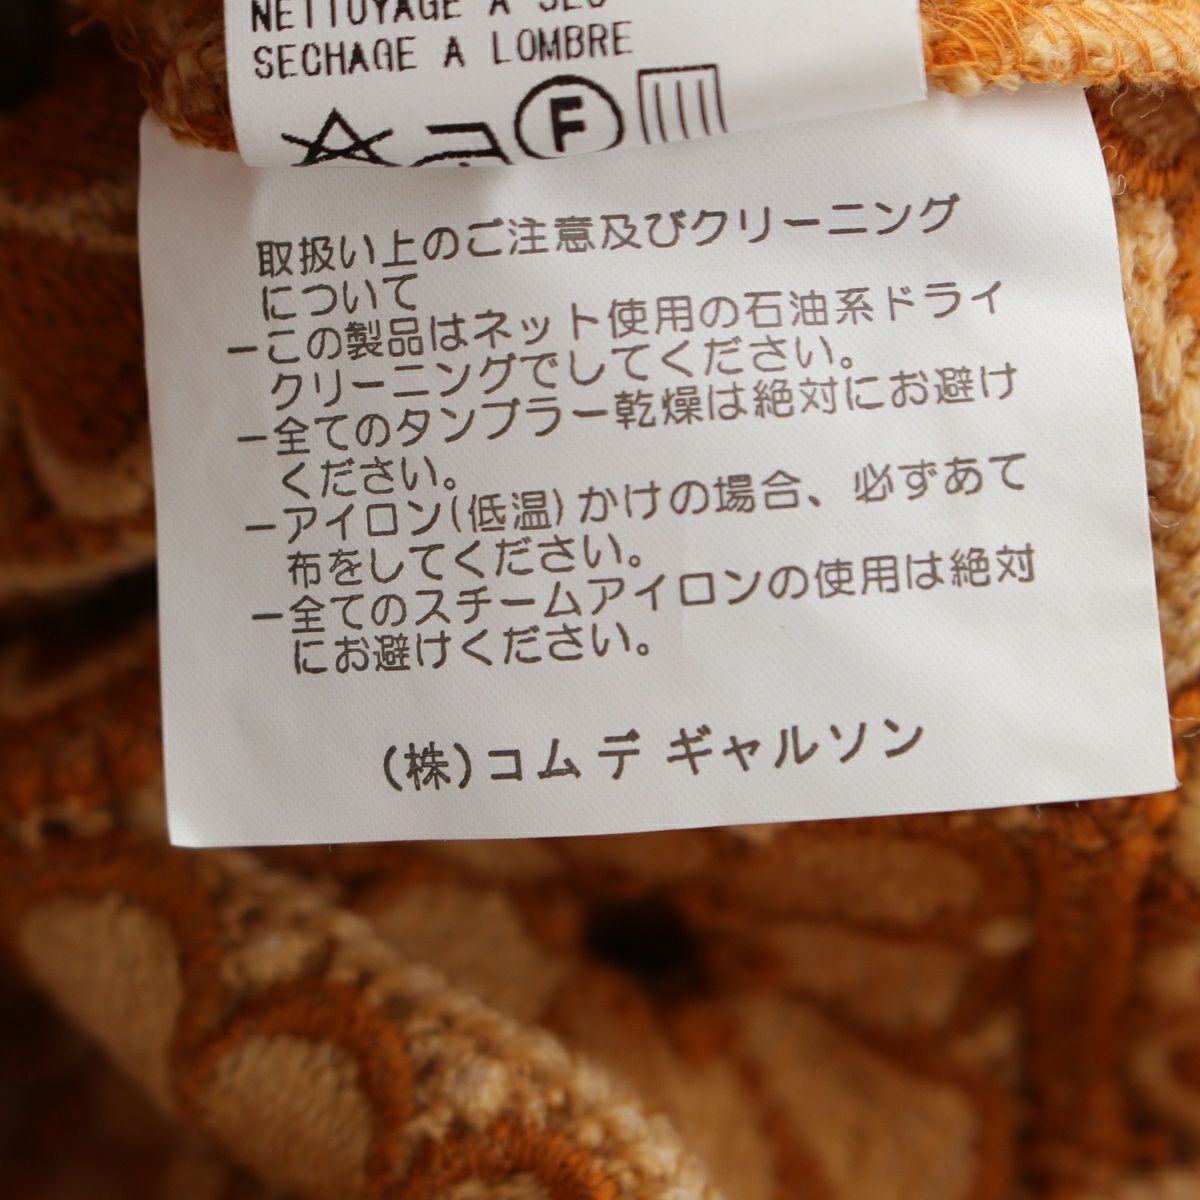 NETTOYAGE A SEC
SECHAGE A LOMBRE
F
取扱い上のご注意及びクリーニング
について
ーこの製品はネット使用の石油系ドライ
クリーニングでしてください。
ー全てのタンブラー乾燥は絶対にお避け
ください。
ーアイロン(低温)かけの場合、必ずあて
布をしてください。
ー全てのスチームアイロンの使用は絶対
にお避けください。
(株)コム デ ギャルソン